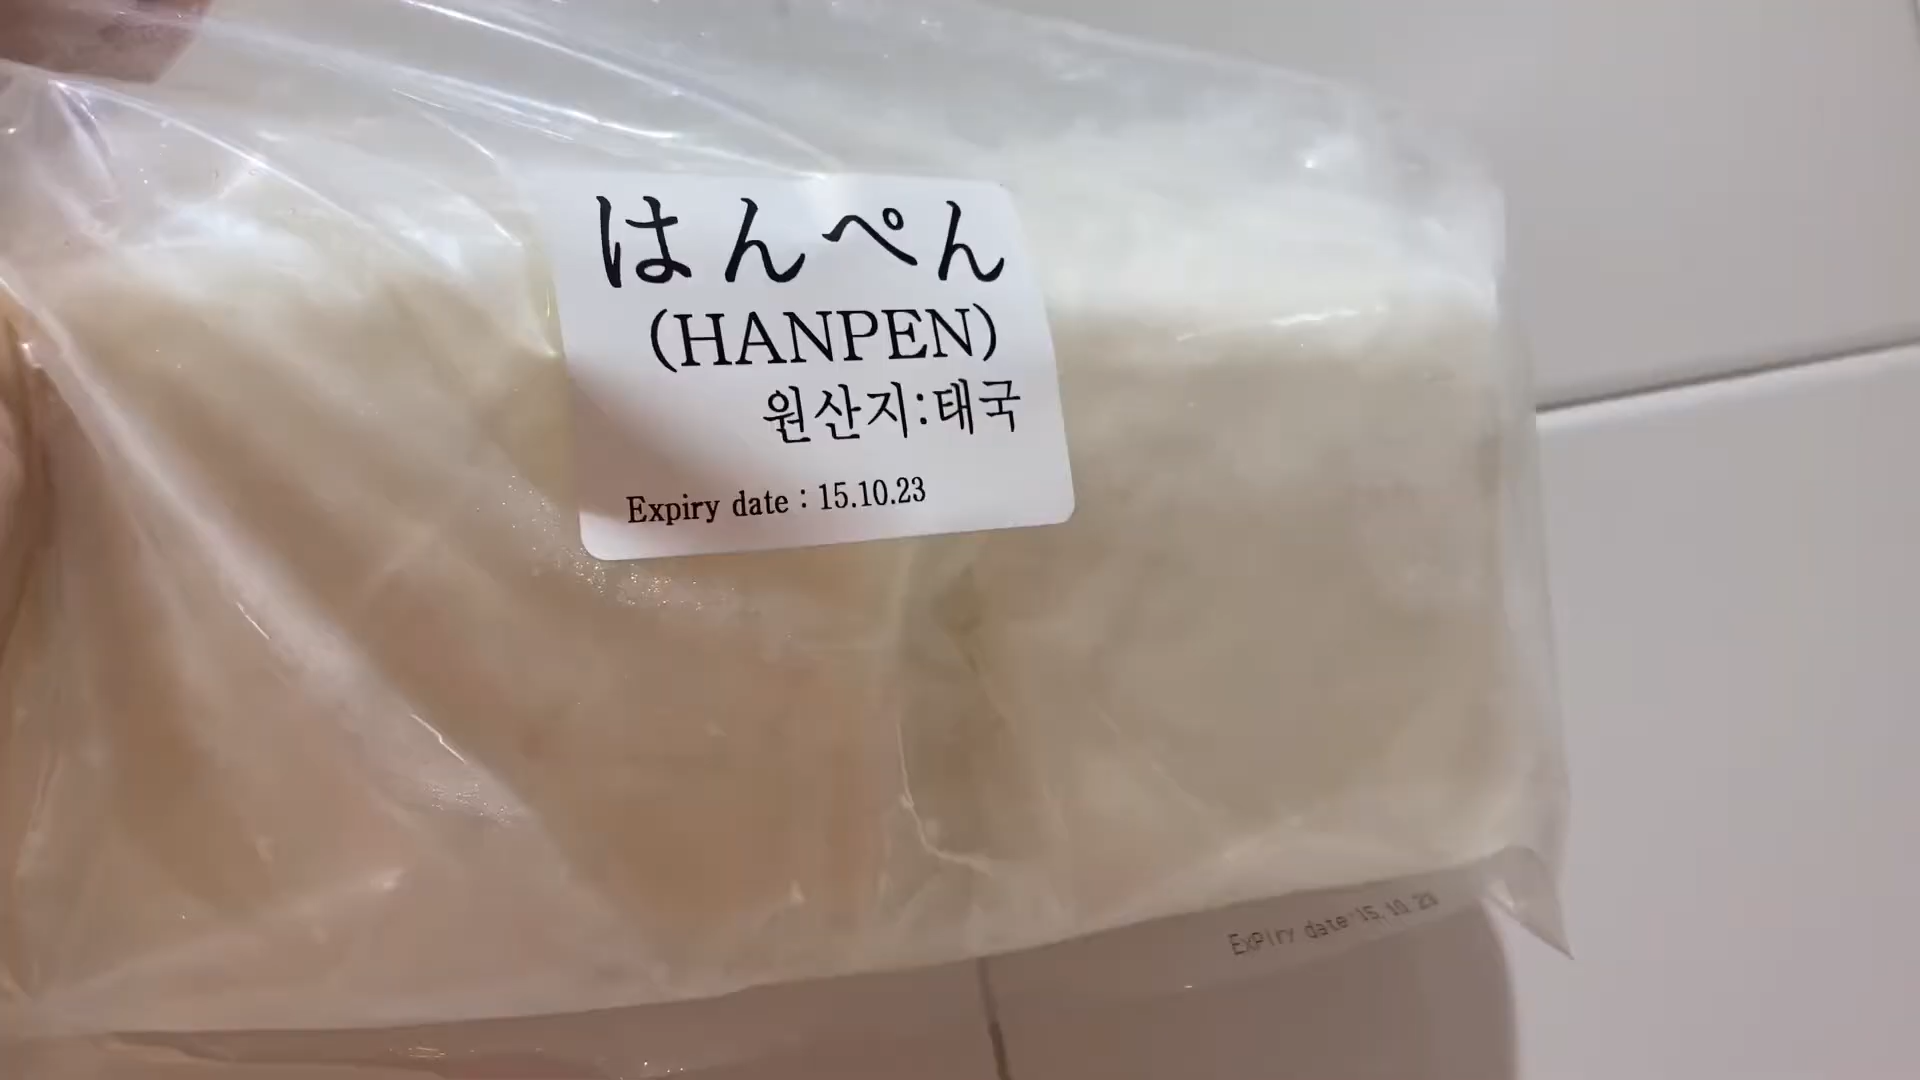 はんぺん
(HANPEN)
원산지:태국
Expiry date : 15.10.23
ExPiry date 15.10.23